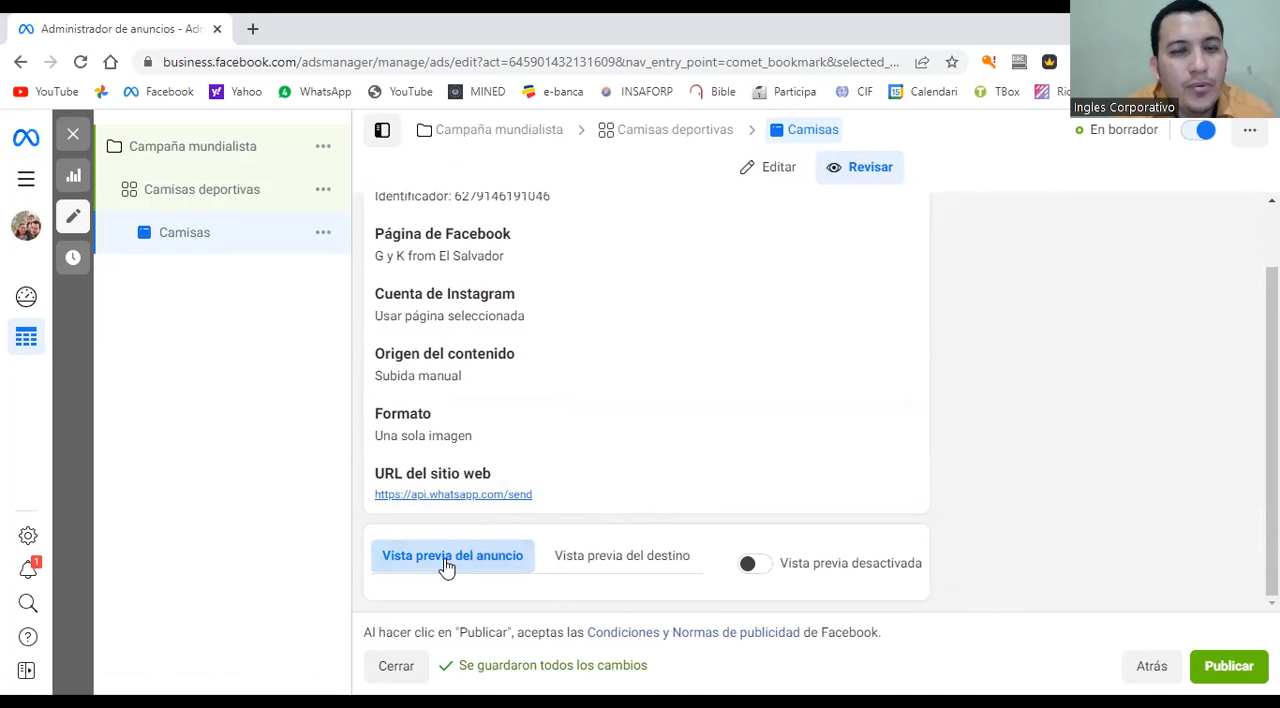 Administrador de anuncios - Adm
business.facebook.com/adsmanager/manage/ads/edit?act=645901432131609&nav_entry_point=comet_bookmark&selected_...
YouTube
Facebook
Yahoo
WhatsApp
YouTube
MINED
e-banca
INSAFORP
Bible
Participa
CIF
Calendari
TBox
Ingles Corporativo
Campaña mundialista
Camisas deportivas
Camisas
Campaña mundialista
Camisas deportivas
Camisas
En borrador
Editar
Revisar
Identificador: 6279146191046
Página de Facebook
G y K from El Salvador
Cuenta de Instagram
Usar página seleccionada
Origen del contenido
Subida manual
Formato
Una sola imagen
URL del sitio web
https://api.whatsapp.com/send
Vista previa del anuncio
Vista previa del destino
Vista previa desactivada
1
Al hacer clic en "Publicar", aceptas las Condiciones y Normas de publicidad de Facebook.
Cerrar
Se guardaron todos los cambios
Atrás
Publicar